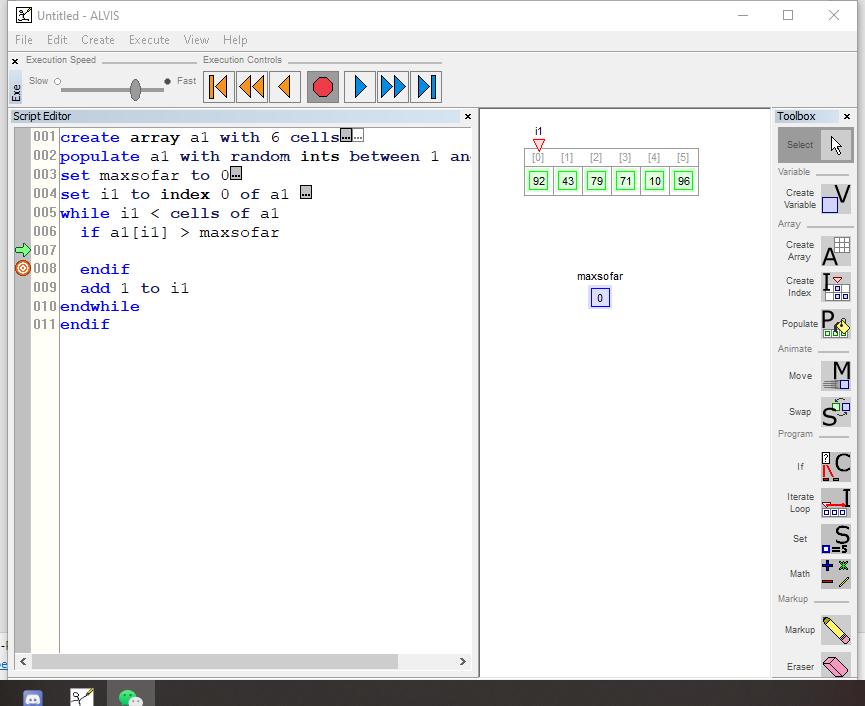 Untitled - ALVIS
File Edit Create Execute View Help
Execution Speed
Execution Controls
Slow
Fast
Exe
Script Editor
001 create array a1 with 6 cells
002 populate a1 with random ints between 1 an
003 set maxsofar to 0
004 set i1 to index 0 of a1
005 while i1 < cells of a1
006 if a1[i1] > maxsofar
007
008 endif
009 add 1 to i1
010 endwhile
011 endif
i1
[0] [1] [2] [3] [4] [5]
92 43 79 71 10 96
maxsofar
0
Toolbox
Select
Variable
Create Variable
V
Array
Create Array
A
Create Index
I
Populate
P
Animate
Move
M
Swap
S
Program
If
? C
Iterate Loop
I
Set
S
=5
Math
Markup
Markup
Eraser